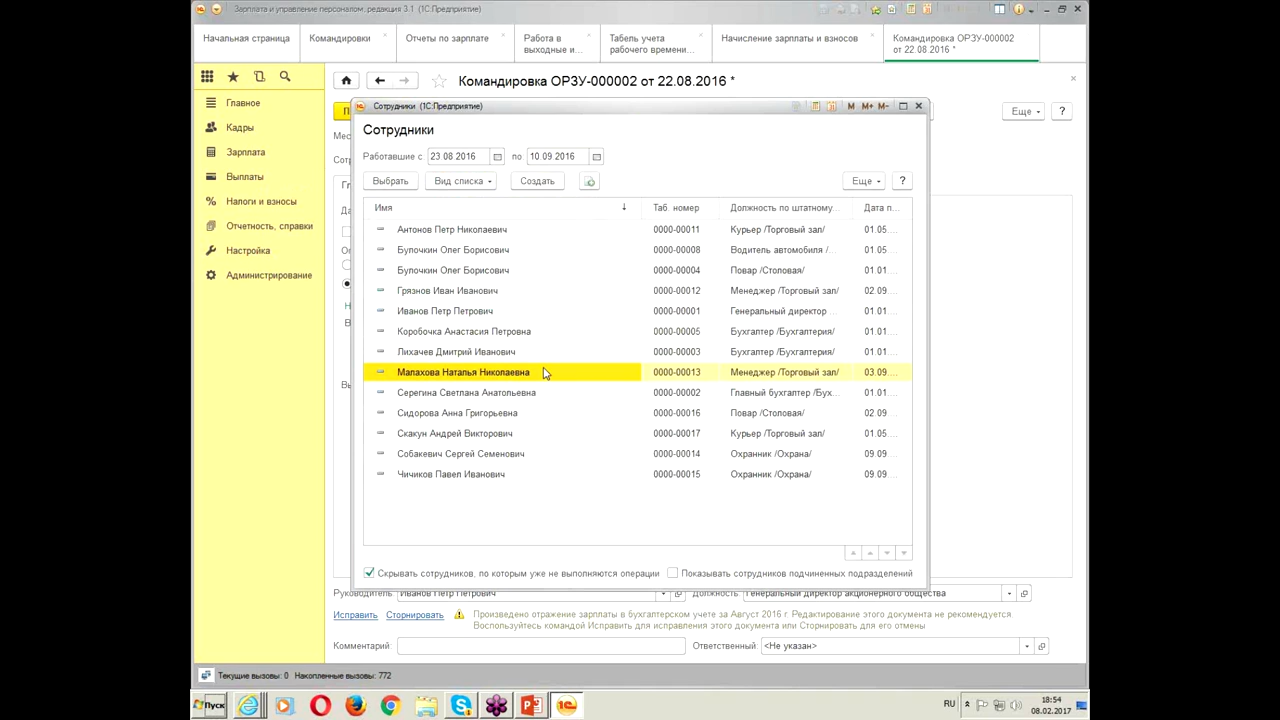 Зарплата и управление персоналом, редакция 3.1 (1С:Предприятие)
Начальная страница
Командировки
Отчеты по зарплате
Работа в выходные и...
Табель учета рабочего времени...
Начисление зарплаты и взносов
Командировка ОРЗУ-000002 от 22.08.2016 *
Командировка ОРЗУ-000002 от 22.08.2016 *
Главное
Кадры
Зарплата
Выплаты
Налоги и взносы
Отчетность, справки
Настройка
Администрирование
Еще
?
Сотрудники (1С:Предприятие)
M M+ M-
Сотрудники
Работавшие с 23.08.2016 по 10.09.2016
Выбрать Вид списка Создать Еще ?
Имя Таб. номер Должность по штатному... Дата п...
Антонов Петр Николаевич 0000-00011 Курьер /Торговый зал/ 01.05....
Булочкин Олег Борисович 0000-00008 Водитель автомобиля /... 01.05....
Булочкин Олег Борисович 0000-00004 Повар /Столовая/ 01.01....
Грязнов Иван Иванович 0000-00012 Менеджер /Торговый зал/ 02.09....
Иванов Петр Петрович 0000-00001 Генеральный директор ... 01.01....
Коробочка Анастасия Петровна 0000-00005 Бухгалтер /Бухгалтерия/ 01.01....
Лихачев Дмитрий Иванович 0000-00003 Бухгалтер /Бухгалтерия/ 01.01....
Малахова Наталья Николаевна 0000-00013 Менеджер /Торговый зал/ 03.09....
Серегина Светлана Анатольевна 0000-00002 Главный бухгалтер /Бух... 01.01....
Сидорова Анна Григорьевна 0000-00016 Повар /Столовая/ 02.09....
Скакун Андрей Викторович 0000-00017 Курьер /Торговый зал/ 01.05....
Собакевич Сергей Семенович 0000-00014 Охранник /Охрана/ 09.09....
Чичиков Павел Иванович 0000-00015 Охранник /Охрана/ 09.09....
Скрывать сотрудников, по которым уже не выполняются операции Показывать сотрудников подчиненных подразделений
Руководитель Иванов Петр Петрович Должность: Генеральный директор акционерного общества
Исправить Сторнировать Произведено отражение зарплаты в бухгалтерском учете за Август 2016 г. Редактирование этого документа не рекомендуется.
Воспользуйтесь командой Исправить для исправления этого документа или Сторнировать для его отмены
Комментарий: Ответственный: <Не указан>
Текущие вызовы: 0 Накопленные вызовы: 772
Пуск
RU
18:54
08.02.2017